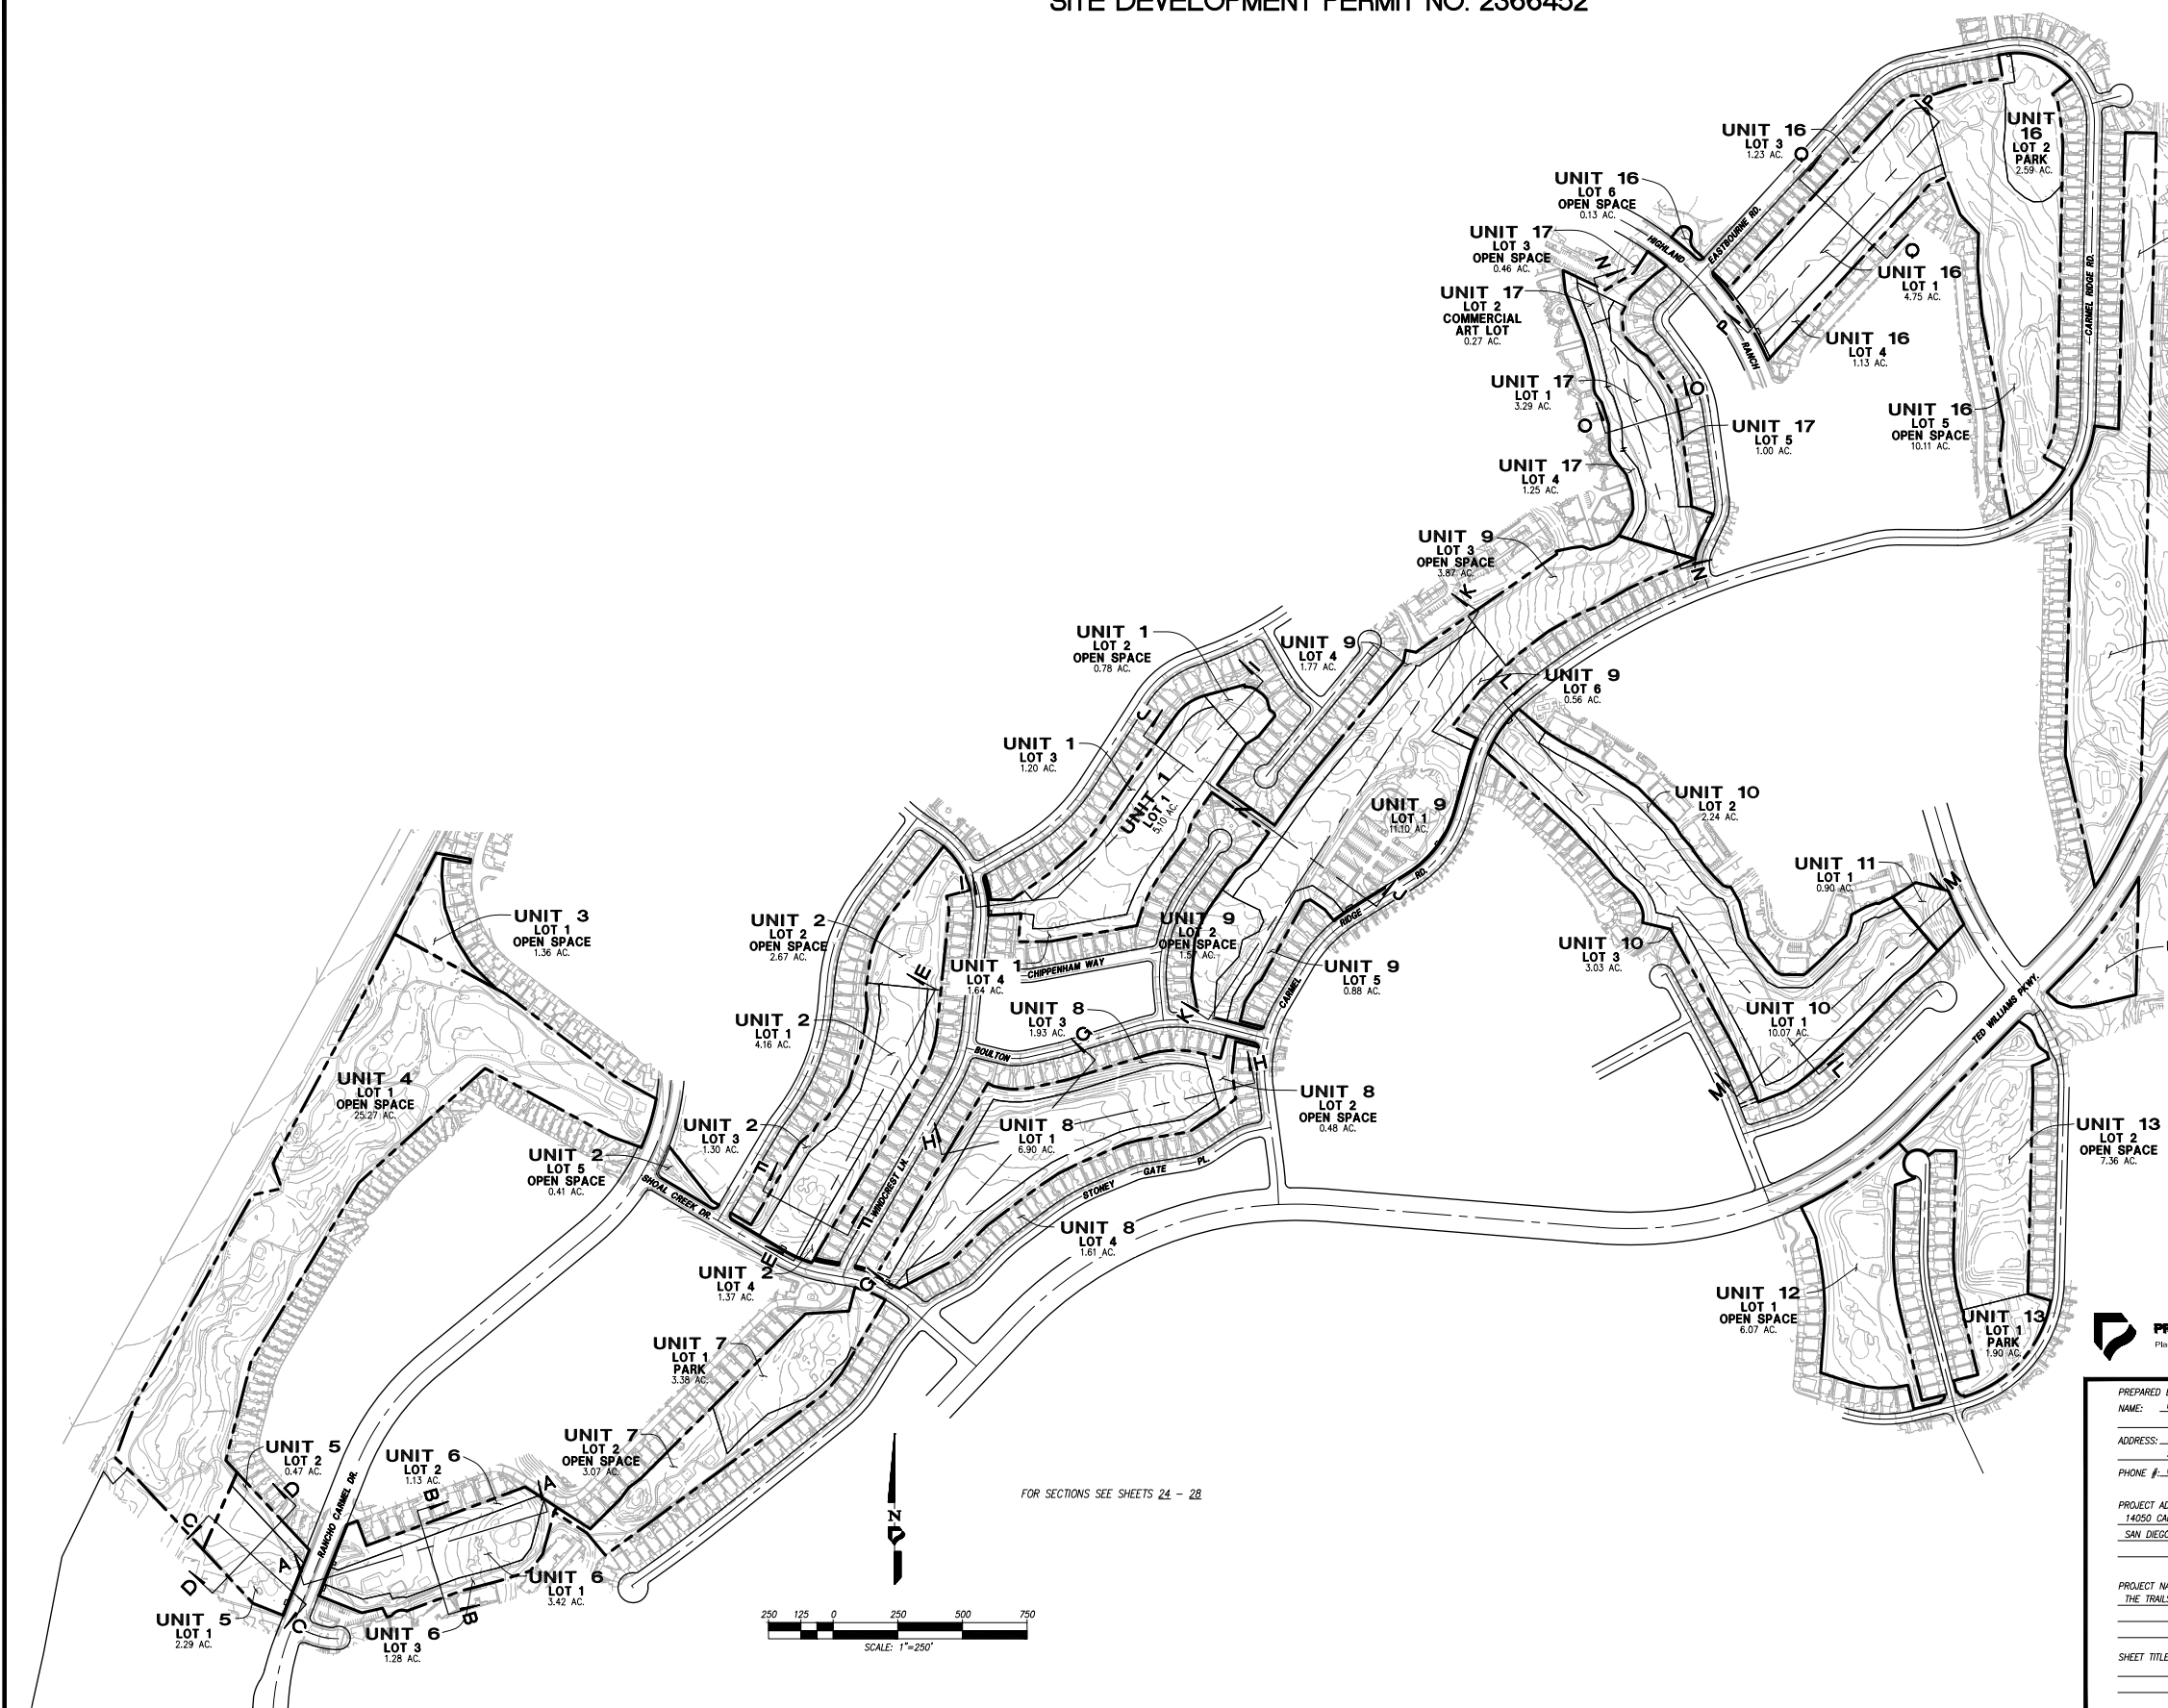 SITE DEVELOPMENT PERMIT NO. 2366452
UNIT 16
LOT 3
1.23 AC.
O
P
UNIT
16
LOT 2
PARK
2.59 AC.
UNIT 16
LOT 6
OPEN SPACE
0.13 AC.
UNIT 17
LOT 3
OPEN SPACE
0.46 AC.
N
HIGHLAND
EASTBOURNE RD.
Q
UNIT 16
LOT 1
4.75 AC.
CARMEL RIDGE RD.
UNIT 17
LOT 2
COMMERCIAL
ART LOT
0.27 AC.
P
RANCH
UNIT 16
LOT 4
1.13 AC.
UNIT 17
LOT 1
3.29 AC.
O
O
UNIT 16
LOT 5
OPEN SPACE
10.11 AC.
UNIT 17
LOT 5
1.00 AC.
UNIT 17
LOT 4
1.25 AC.
UNIT 9
LOT 3
OPEN SPACE
3.87 AC.
N
K
UNIT 1
LOT 2
OPEN SPACE
0.78 AC.
I
UNIT 9
LOT 4
1.77 AC.
UNIT 9
LOT 6
0.56 AC.
L
J
UNIT 1
LOT 3
1.20 AC.
UNIT 1
LOT 1
5.10 AC.
UNIT 9
LOT 1
11.10 AC.
UNIT 10
LOT 2
2.24 AC.
UNIT 11
LOT 1
0.90 AC.
M
J
RD.
RIDGE
UNIT 3
LOT 1
OPEN SPACE
1.36 AC.
UNIT 2
LOT 2
OPEN SPACE
2.67 AC.
I
E
UNIT 9
LOT 2
OPEN SPACE
1.57 AC.
UNIT 10
LOT 3
3.03 AC.
UNIT 1
LOT 4
1.64 AC.
CHIPPENHAM WAY
UNIT 9
LOT 5
0.88 AC.
CARMEL
UNIT 2
LOT 1
4.16 AC.
UNIT 8
LOT 3
1.93 AC.
G
K
UNIT 10
LOT 1
10.07 AC.
TED WILLIAMS PKWY.
BOULTON
H
L
M
UNIT 4
LOT 1
OPEN SPACE
25.27 AC.
UNIT 8
LOT 2
OPEN SPACE
0.48 AC.
UNIT 2
LOT 3
1.30 AC.
H
UNIT 8
LOT 1
6.90 AC.
UNIT 13
LOT 2
OPEN SPACE
7.36 AC.
UNIT 2
LOT 5
OPEN SPACE
0.41 AC.
SHOAL CREEK DR.
F
WINDCREST LN.
STONEY GATE PL.
F
UNIT 8
LOT 4
1.61 AC.
E
UNIT 2
LOT 4
1.37 AC.
G
UNIT 12
LOT 1
OPEN SPACE
6.07 AC.
UNIT 13
LOT 1
PARK
1.90 AC.
UNIT 7
LOT 1
PARK
3.38 AC.
PREPARED
NAME:
ADDRESS:
PHONE #:
UNIT 7
LOT 2
OPEN SPACE
3.07 AC.
UNIT 5
LOT 2
0.47 AC.
UNIT 6
LOT 2
1.13 AC.
D
B
A
RANCHO CARMEL DR.
FOR SECTIONS SEE SHEETS 24 - 28
PROJECT
14050
SAN DIEGO
N
C
A
D
UNIT 6
LOT 1
3.42 AC.
PROJECT
THE TRAILS
UNIT 5
LOT 1
2.29 AC.
C
B
UNIT 6
LOT 3
1.28 AC.
250 125 0 250 500 750
SCALE: 1"=250'
SHEET TITLE